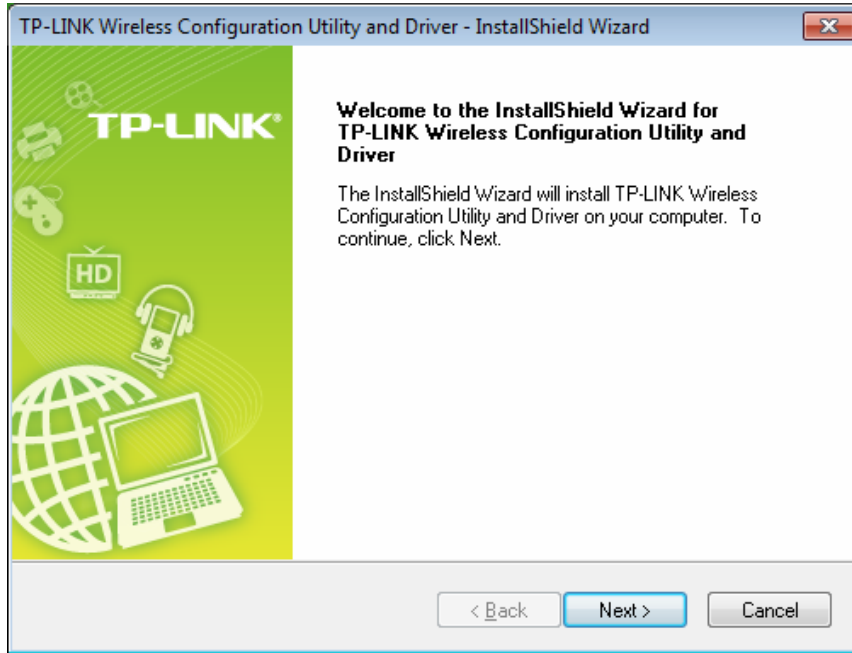 TP-LINK Wireless Configuration Utility and Driver - InstallShield Wizard
TP-LINK®
Welcome to the InstallShield Wizard for
TP-LINK Wireless Configuration Utility and
Driver
The InstallShield Wizard will install TP-LINK Wireless
Configuration Utility and Driver on your computer. To
continue, click Next.
HD
< Back
Next >
Cancel